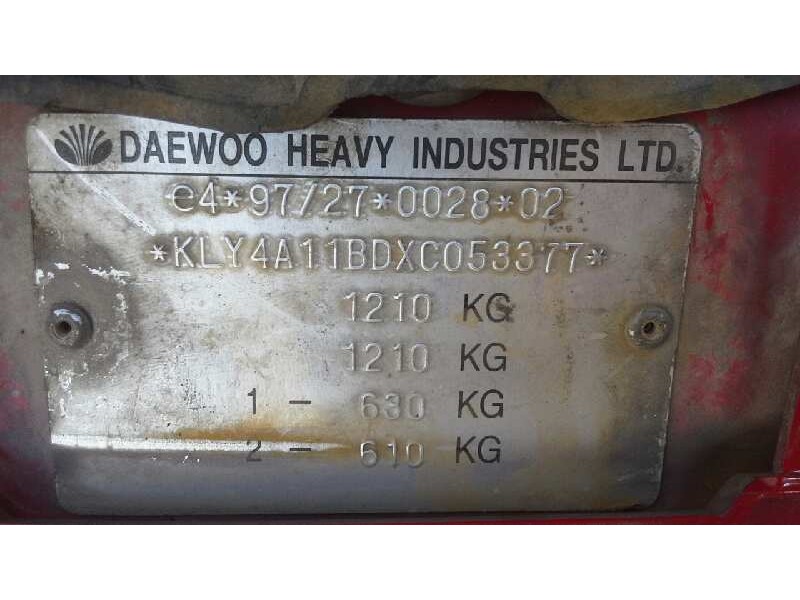 DAEWOO HEAVY INDUSTRIES LTD.
e4*97/27*0028*02
*KLY4A11BDXC053377*
1210 KG
1210 KG
1 - 630 KG
2 - 610 KG